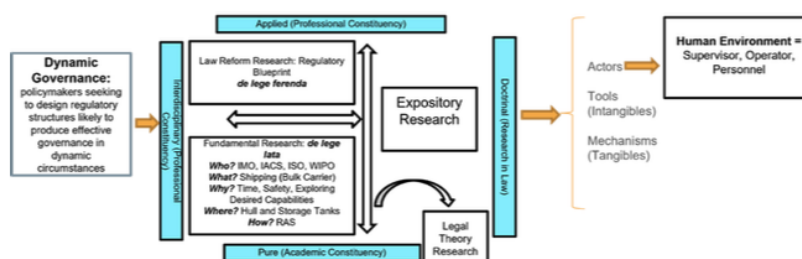 Applied (Professional Constituency)
Dynamic
Governance:
policymakers seeking
to design regulatory
structures likely to
produce effective
governance in
dynamic
circumstances
Interdisciplinary (Professional
Constituency)
Law Reform Research: Regulatory
Blueprint
de lege ferenda
Fundamental Research: de lege
lata
Who? IMO, IACS, ISO, WIPO
What? Shipping (Bulk Carrier)
Why? Time, Safety, Exploring
Desired Capabilities
Where? Hull and Storage Tanks
How? RAS
Expository
Research
Legal
Theory
Research
Pure (Academic Constituency)
Doctrinal (Research in Law)
Actors
Tools
(Intangibles)
Mechanisms
(Tangibles)
Human Environment =
Supervisor, Operator,
Personnel